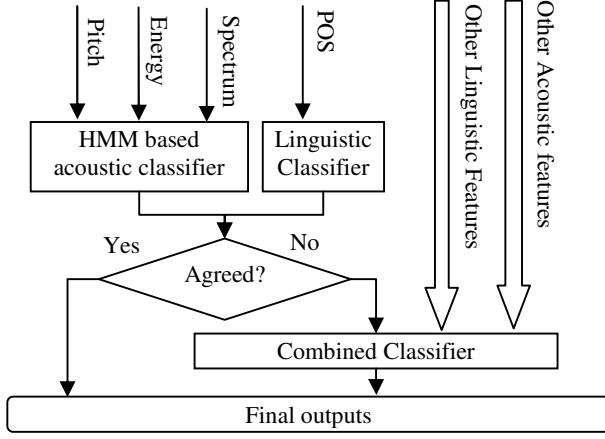 Pitch
Energy
Spectrum
POS
Other Linguistic Features
Other Acoustic features
HMM based
acoustic classifier
Linguistic
Classifier
Yes
No
Agreed?
Combined Classifier
Final outputs